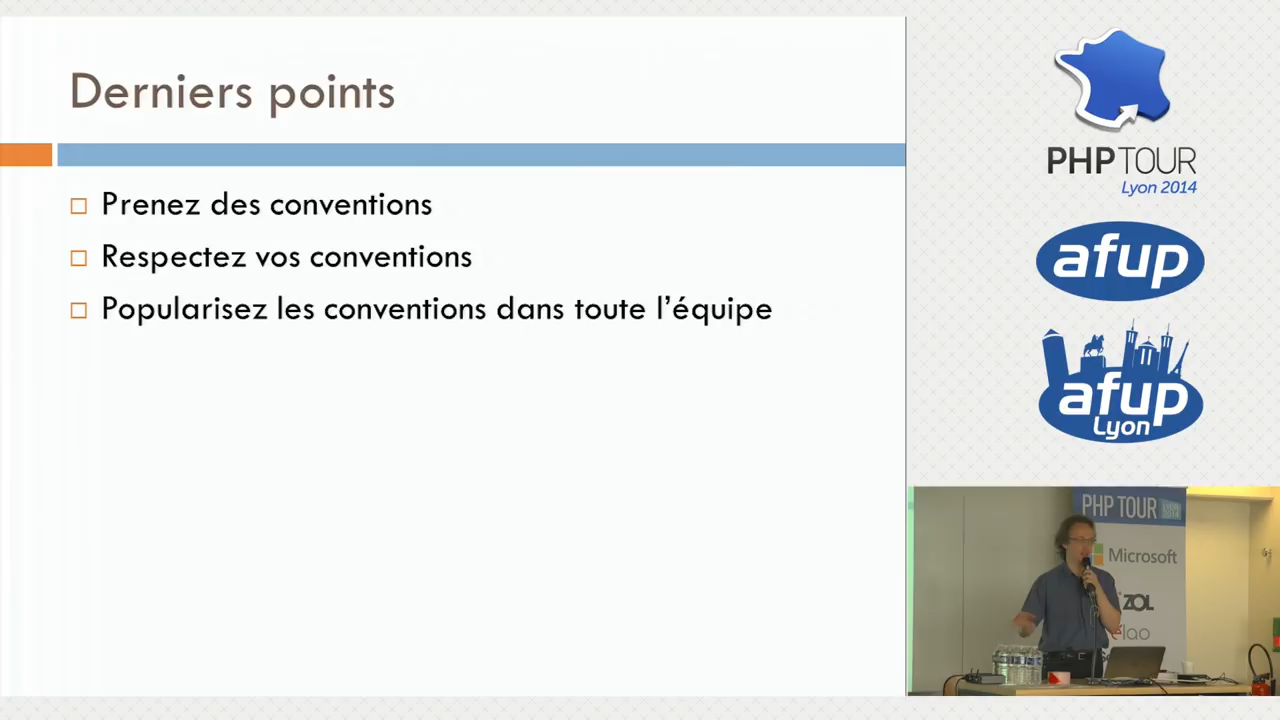 Derniers points
Prenez des conventions
Respectez vos conventions
Popularisez les conventions dans toute l'équipe
PHP TOUR
Lyon 2014
afup
afup
Lyon
PHP TOUR
Microsoft
ZOL